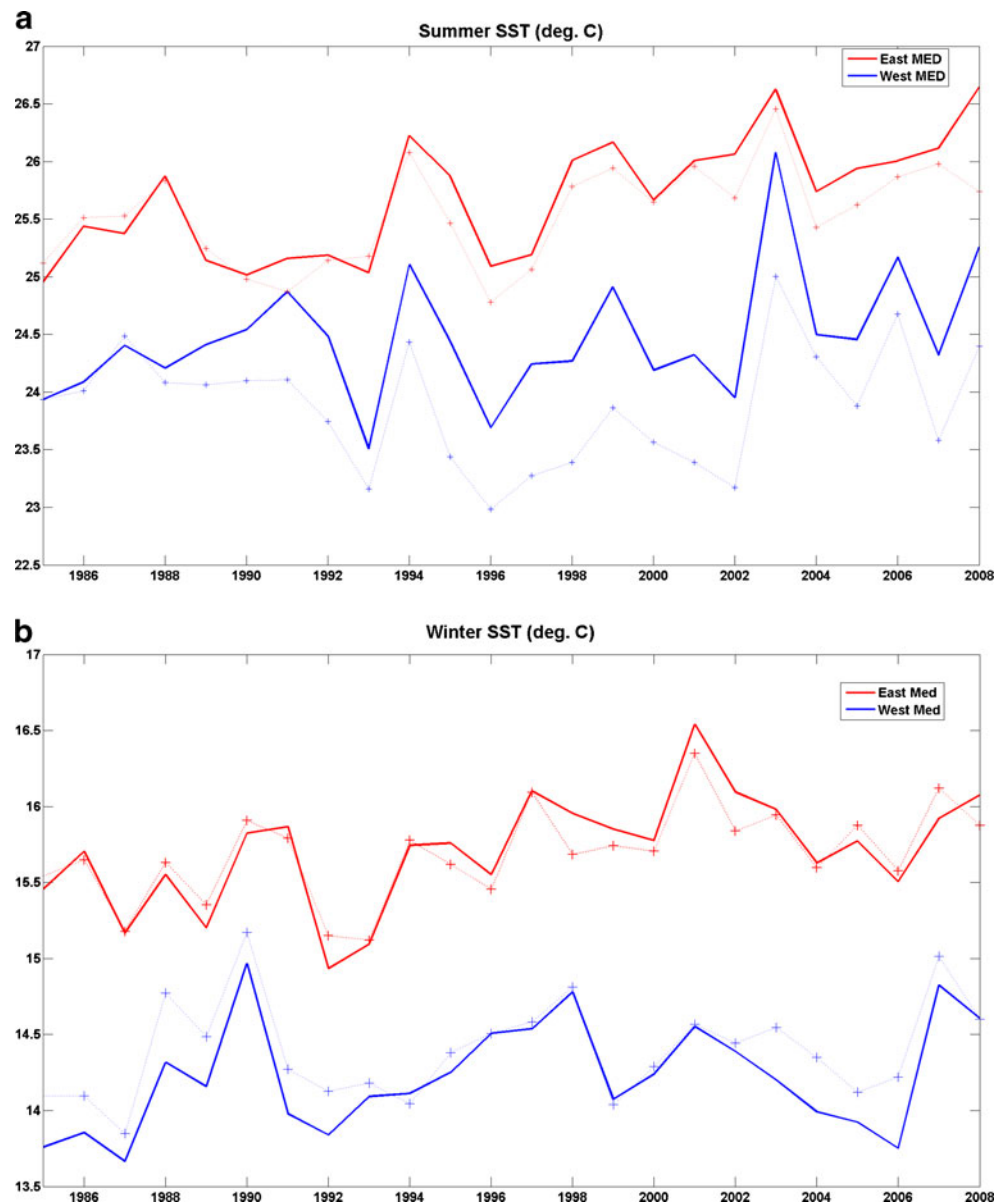 a
Summer SST (deg. C)
East MED
West MED
27
26.5
26
25.5
25
24.5
24
23.5
23
22.5
1986 1988 1990 1992 1994 1996 1998 2000 2002 2004 2006 2008
b
Winter SST (deg. C)
East Med
West Med
17
16.5
16
15.5
15
14.5
14
13.5
1986 1988 1990 1992 1994 1996 1998 2000 2002 2004 2006 2008